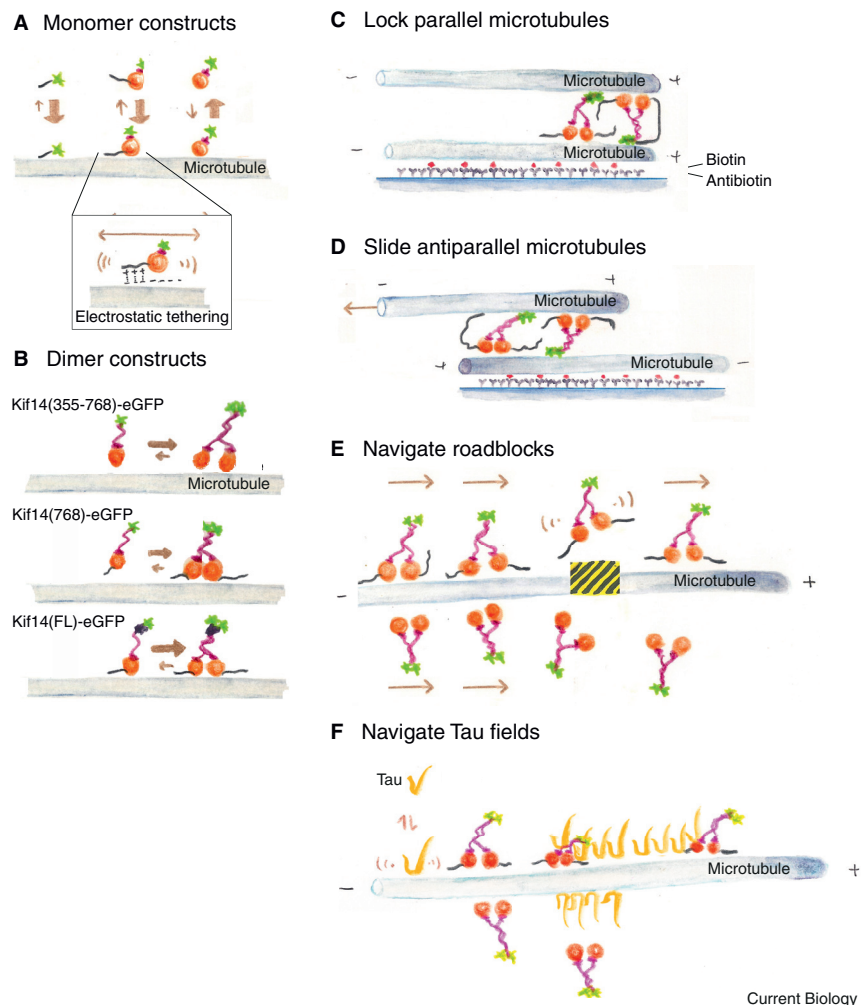 A Monomer constructs
Microtubule
Electrostatic tethering
B Dimer constructs
Kif14(355-768)-eGFP
Microtubule
Kif14(768)-eGFP
Kif14(FL)-eGFP
C Lock parallel microtubules
- Microtubule +
- Microtubule +
Biotin
Antibiotin
D Slide antiparallel microtubules
- +
Microtubule
+ Microtubule -
E Navigate roadblocks
- Microtubule +
F Navigate Tau fields
Tau
- Microtubule +
Current Biology